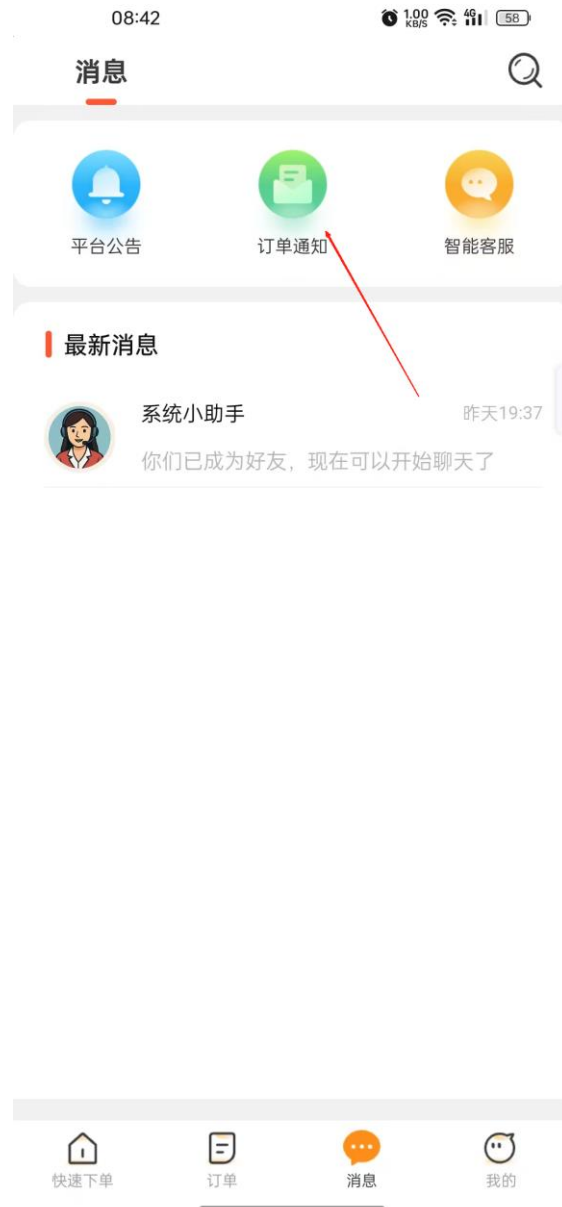 08:42
1.00 KB/S 4G 58
消息
平台公告
订单通知
智能客服
最新消息
系统小助手
昨天19:37
你们已成为好友，现在可以开始聊天了
快速下单
订单
消息
我的